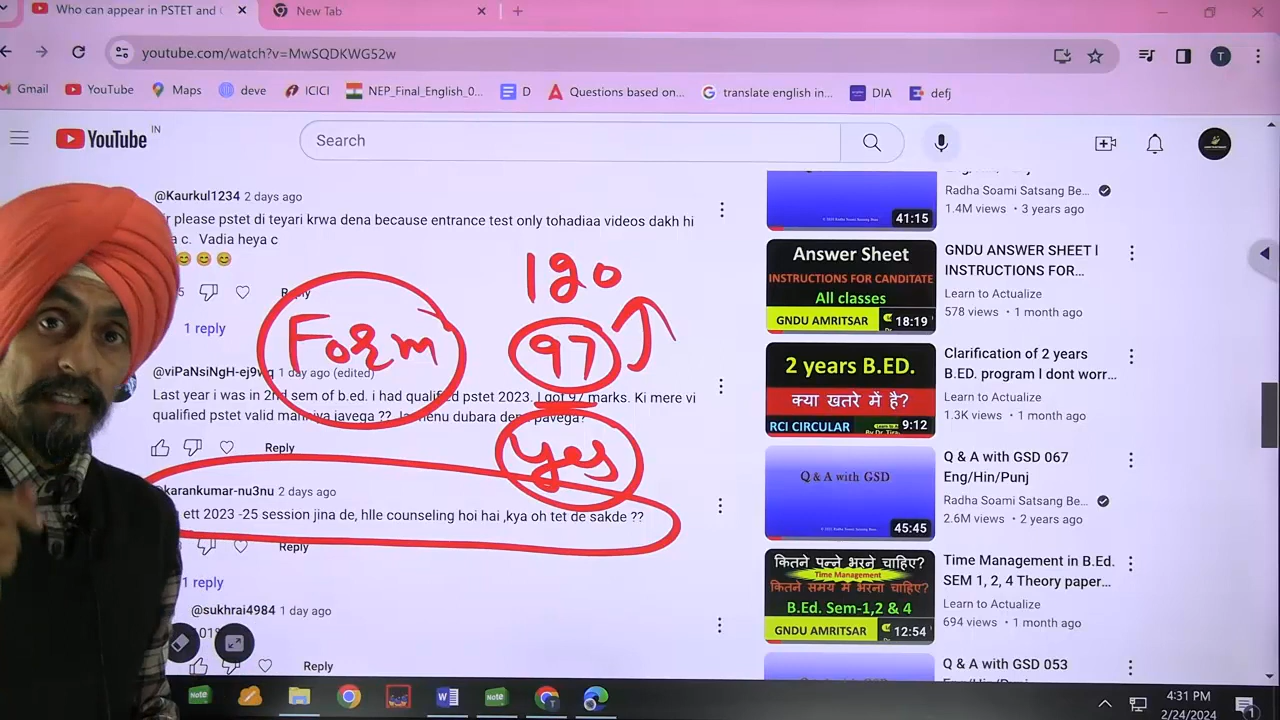 Who can appear in PSTET and
New Tab
youtube.com/watch?v=MwSQDKWG52w
T
Gmail
YouTube
Maps
deve
ICICI
NEP_Final_English_0...
D
Questions based on...
translate english in...
DIA
defj
YouTube IN
Search
@Kaurkul1234 2 days ago
r please pstet di teyari krwa dena because entrance test only tohadiaa videos dakh hi
c. Vadia heya c
5
Reply
1 reply
120
Form
97
2 days ago
1 day ago (edited)
Last year i was in 2nd sem of b.ed. i had qualified pstet 2023. I got 97 marks. Ki mere vi
qualified pstet valid manniya javega ??
dubara
pavega?
Reply
yes
karankumar-nu3nu 2 days ago
ett 2023 -25 session jina de, hlle counseling hoi hai ,kya oh tet de sakde ??
Reply
1 reply
@sukhrai4984 1 day ago
Reply
41:15
Radha Soami Satsang Be...
1.4M views • 3 years ago
Answer Sheet
INSTRUCTIONS FOR CANDITATE
All classes
GNDU AMRITSAR
18:19
GNDU ANSWER SHEET l
INSTRUCTIONS FOR...
Learn to Actualize
578 views • 1 month ago
2 years B.ED.
क्या खतरे में है?
RCI CIRCULAR
9:12
Clarification of 2 years
B.ED. program I dont worr...
Learn to Actualize
1.3K views • 1 month ago
Q & A with GSD
45:45
Q & A with GSD 067
Eng/Hin/Punj
Radha Soami Satsang Be...
2.6M views • 2 years ago
कितने पन्ने भरने चाहिए?
Time Management
कितने समय में भरना चाहिए?
B.Ed. Sem-1,2 & 4
GNDU AMRITSAR
12:54
Time Management in B.Ed.
SEM 1, 2, 4 Theory paper...
Learn to Actualize
694 views • 1 month ago
Q & A with GSD 053
Note
W
Note
4:31 PM
2/24/2024
1